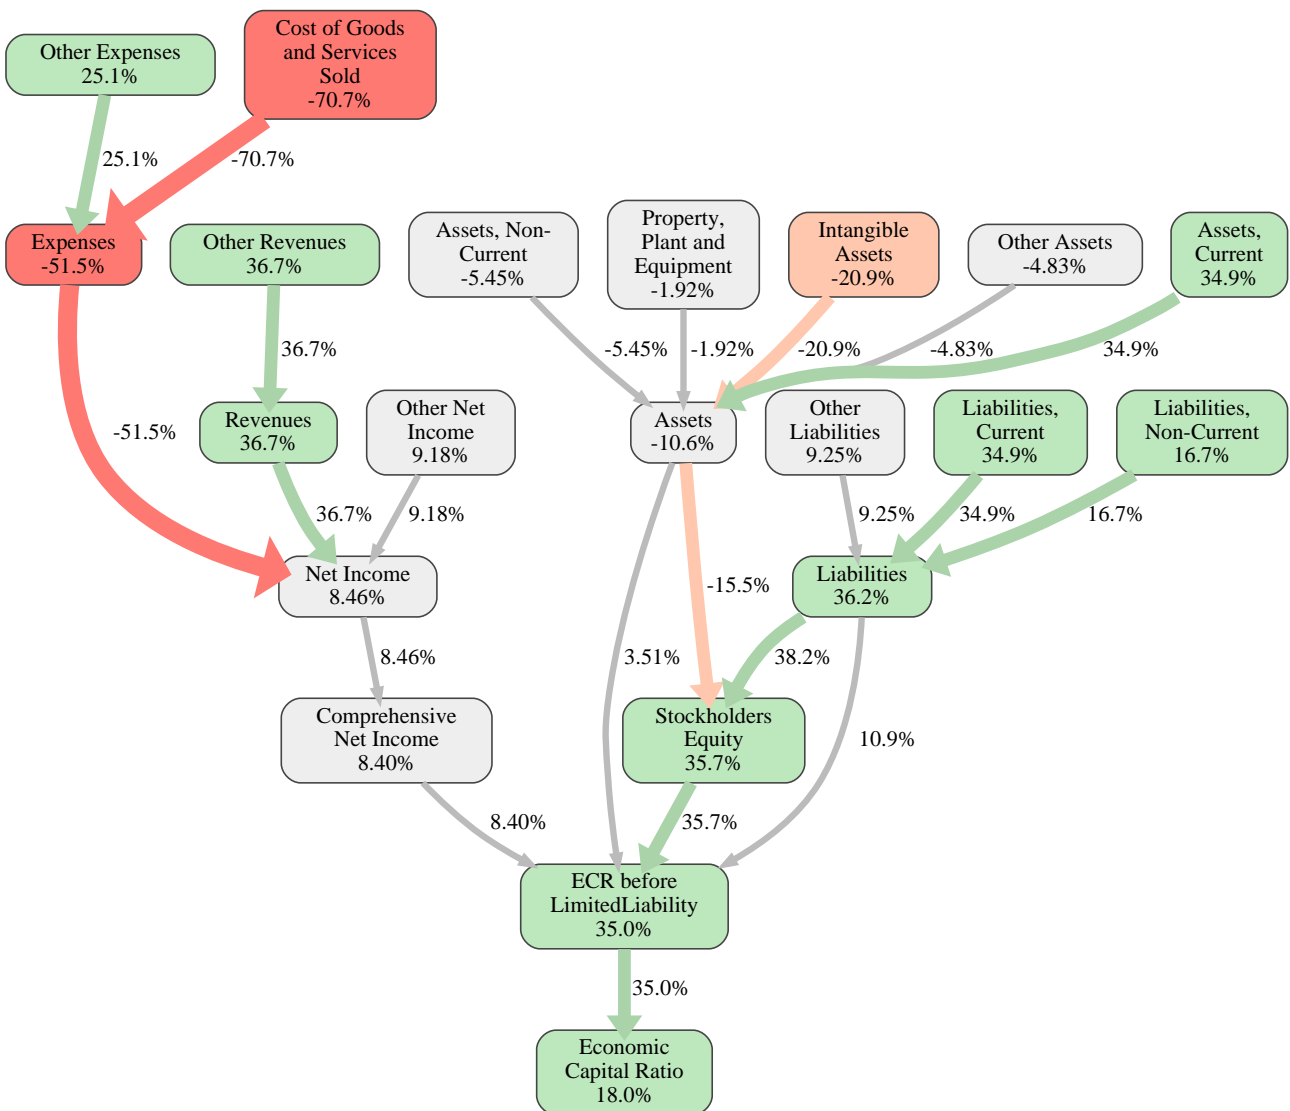 Other Expenses
25.1%
Cost of Goods
and Services
Sold
-70.7%
25.1%
-70.7%
Expenses
-51.5%
Other Revenues
36.7%
Assets, Non-
Current
-5.45%
Property,
Plant and
Equipment
-1.92%
Intangible
Assets
-20.9%
Other Assets
-4.83%
Assets,
Current
34.9%
36.7%
-5.45%
-1.92%
-20.9%
-4.83%
34.9%
-51.5%
Revenues
36.7%
Other Net
Income
9.18%
Assets
-10.6%
Other
Liabilities
9.25%
Liabilities,
Current
34.9%
Liabilities,
Non-Current
16.7%
36.7%
9.18%
9.25%
34.9%
16.7%
Net Income
8.46%
-15.5%
Liabilities
36.2%
8.46%
3.51%
38.2%
Comprehensive
Net Income
8.40%
Stockholders
Equity
35.7%
10.9%
8.40%
35.7%
ECR before
LimitedLiability
35.0%
35.0%
Economic
Capital Ratio
18.0%